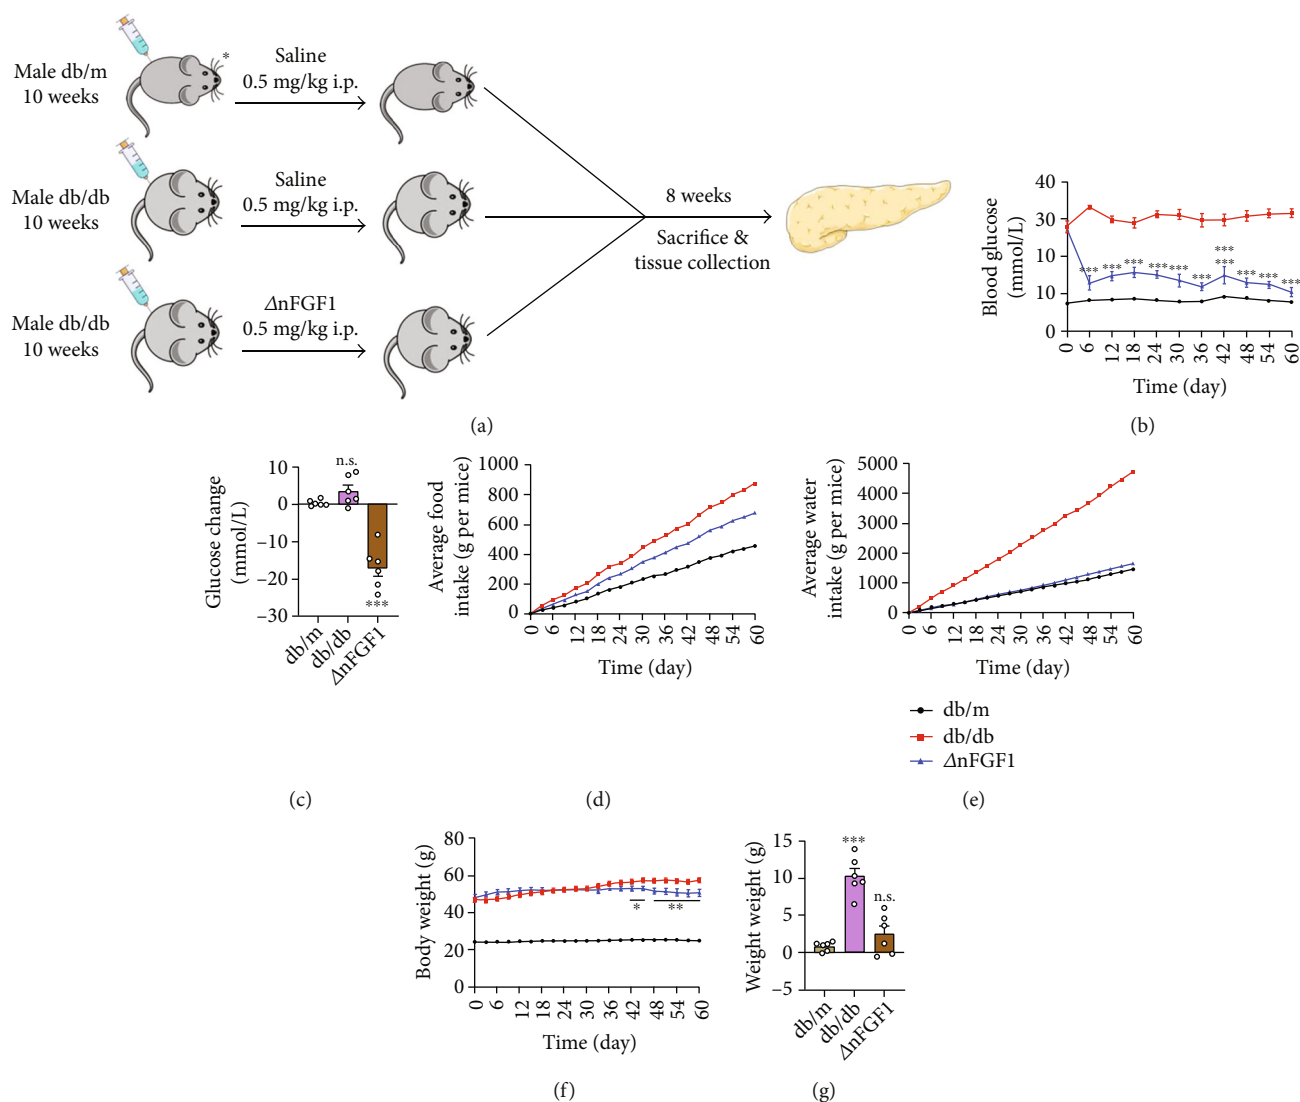 Male db/m
10 weeks
*
Saline
0.5 mg/kg i.p.
Male db/db
10 weeks
Saline
0.5 mg/kg i.p.
Male db/db
10 weeks
ΔnFGF1
0.5 mg/kg i.p.
8 weeks
Sacrifice &
tissue collection
(a)
Blood glucose
(mmol/L)
40
30
10
10
0
*** *** *** *** *** *** *** *** *** *** ***
0 6 12 18 24 30 36 42 48 54 60
Time (day)
(b)
Glucose change
(mmol/L)
10
0
–10
–20
–30
n.s.
***
db/m
db/db
ΔnFGF1
(c)
Average food
intake (g per mice)
1000
800
600
400
200
0
0 6 12 18 24 30 36 42 48 54 60
Time (day)
(d)
Average water
intake (g per mice)
5000
4000
3000
2000
1000
0
0 6 12 18 24 30 36 42 48 54 60
Time (day)
db/m
db/db
ΔnFGF1
(e)
Body weight (g)
80
60
40
20
0
* **
0 6 12 18 24 30 36 42 48 54 60
Time (day)
(f)
Weight weight (g)
15
10
5
0
–5
***
n.s.
db/m
db/db
ΔnFGF1
(g)